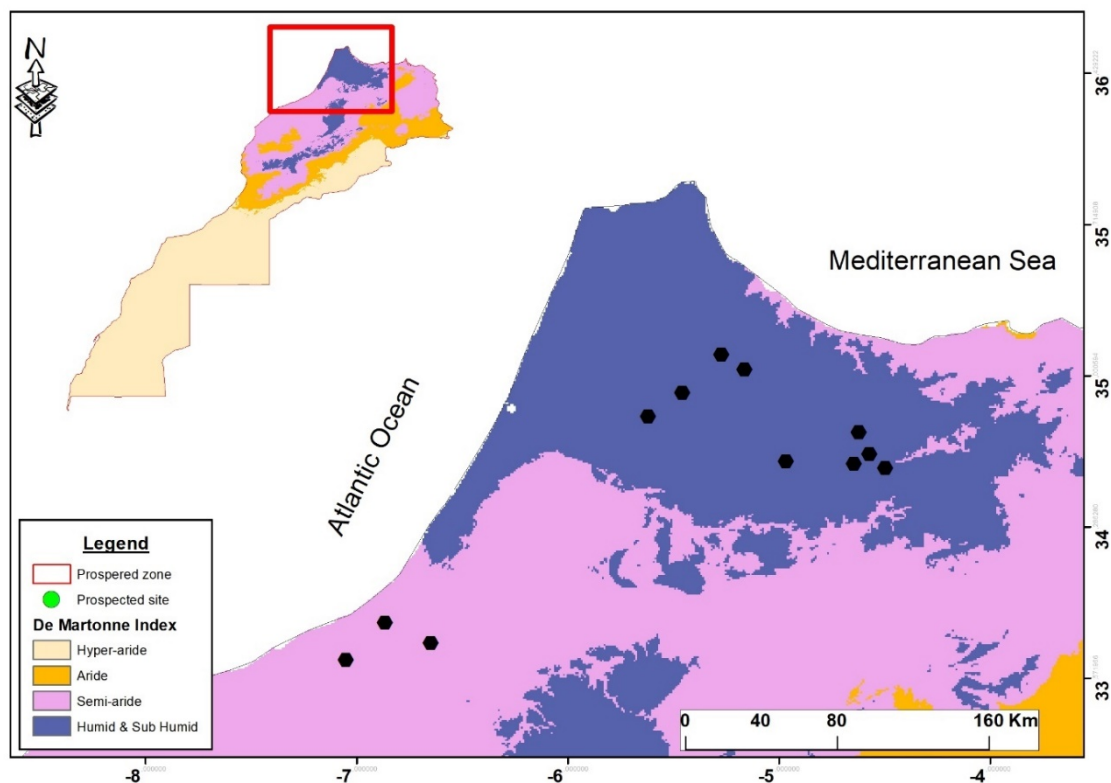 N
Mediterranean Sea
Atlantic Ocean
Legend
Prospered zone
Prospected site
De Martonne Index
Hyper-aride
Aride
Semi-aride
Humid & Sub Humid
0 40 80 160 Km
36
35
35
34
33
-8 -7 -6 -5 -4